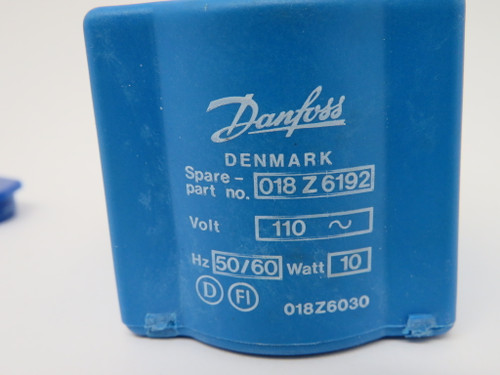 Danfoss
DENMARK
Spare-
part no. 018 Z 6192
Volt 110 ~
Hz 50/60 Watt 10
D FI 018Z6030